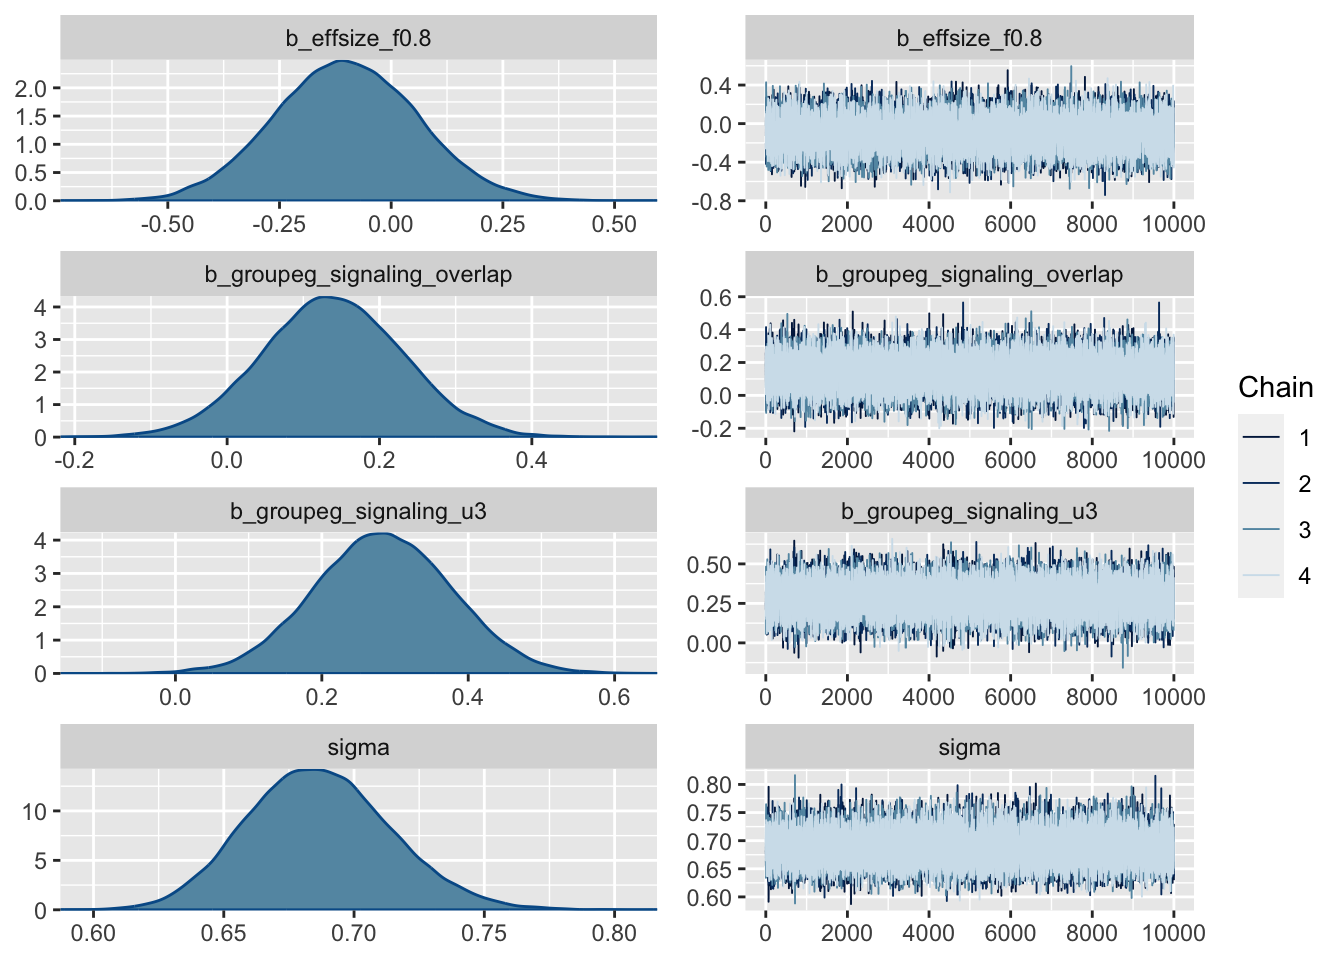 b_effsize_f0.8
b_effsize_f0.8
2.0
1.5
1.0
0.5
0.0
-0.50 -0.25 0.00 0.25 0.50
0.4
0.0
-0.4
-0.8
0 2000 4000 6000 8000 10000
b_groupeg_signaling_overlap
b_groupeg_signaling_overlap
4
3
2
1
0
-0.2 0.0 0.2 0.4
0.6
0.4
0.2
0.0
-0.2
0 2000 4000 6000 8000 10000
b_groupeg_signaling_u3
b_groupeg_signaling_u3
4
3
2
1
0
0.0 0.2 0.4 0.6
0.50
0.25
0.00
0 2000 4000 6000 8000 10000
sigma
sigma
10
5
0
0.60 0.65 0.70 0.75 0.80
0.80
0.75
0.70
0.65
0.60
0 2000 4000 6000 8000 10000
Chain
1
2
3
4